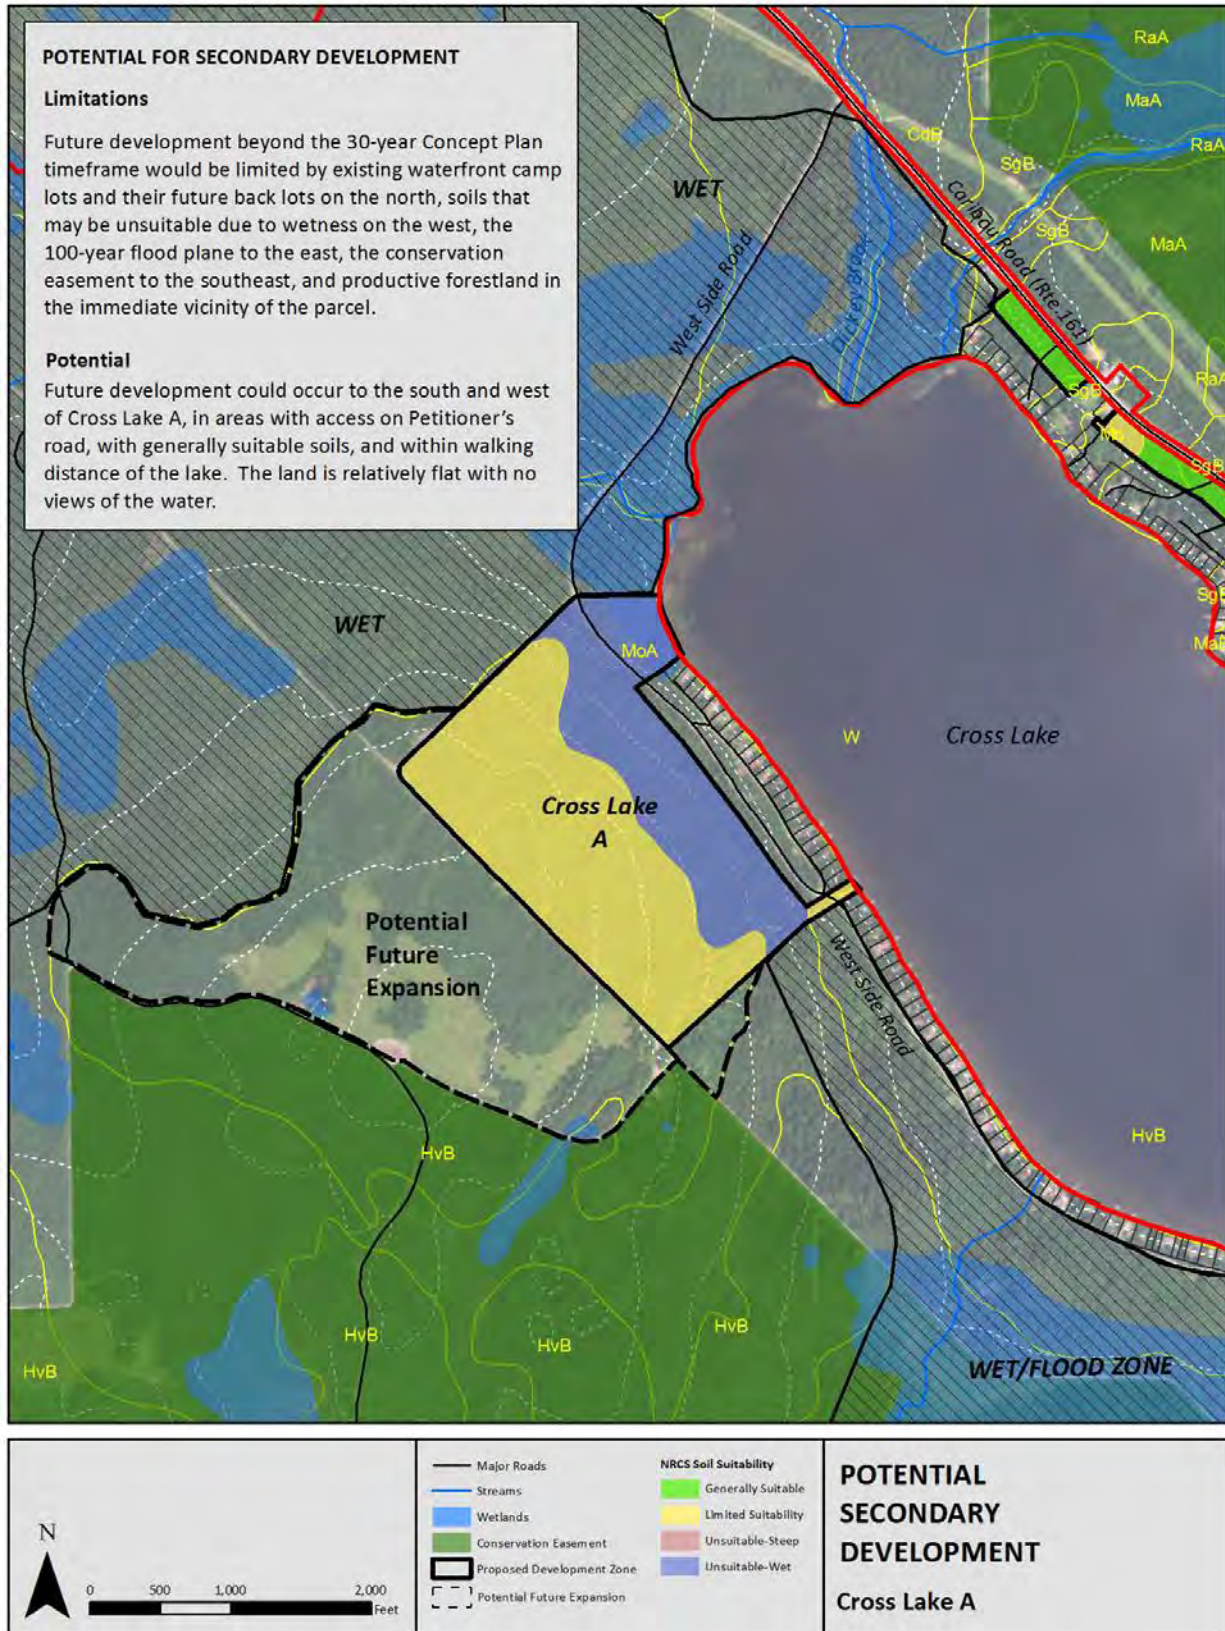 POTENTIAL FOR SECONDARY DEVELOPMENT
Limitations
Future development beyond the 30-year Concept Plan
timeframe would be limited by existing waterfront camp
lots and their future back lots on the north, soils that
may be unsuitable due to wetness on the west, the
100-year flood plane to the east, the conservation
easement to the southeast, and productive forestland in
the immediate vicinity of the parcel.
Potential
Future development could occur to the south and west
of Cross Lake A, in areas with access on Petitioner's
road, with generally suitable soils, and within walking
distance of the lake. The land is relatively flat with no
views of the water.
RaA
MaA
RaA
CdB
SgB
WET
Caribou Road (Rte.161)
SgB
MaA
West Side Road
Dickey Brook
RaA
SgB
SgB
SgB
MaB
WET
MoA
W
Cross Lake
Cross Lake
A
Potential
Future
Expansion
West Side Road
HvB
HvB
HvB
HvB
HvB
HvB
WET/FLOOD ZONE
N
0
500
1,000
2,000
Feet
Major Roads
Streams
Wetlands
Conservation Easement
Proposed Development Zone
Potential Future Expansion
NRCS Soil Suitability
Generally Suitable
Limited Suitability
Unsuitable-Steep
Unsuitable-Wet
POTENTIAL
SECONDARY
DEVELOPMENT
Cross Lake A